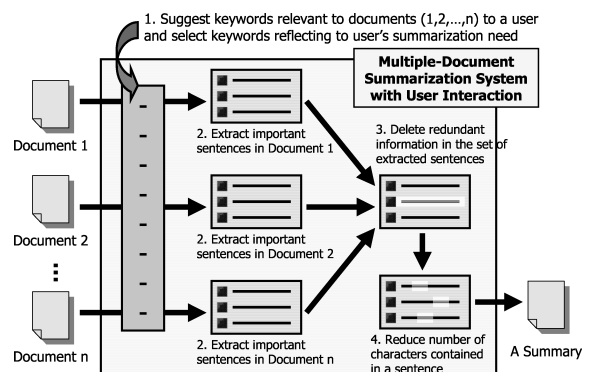 1. Suggest keywords relevant to documents (1,2,...,n) to a user
and select keywords reflecting to user's summarization need
Multiple-Document
Summarization System
with User Interaction
Document 1
2. Extract important
sentences in Document 1
3. Delete redundant
information in the set of
extracted sentences
Document 2
2. Extract important
sentences in Document 2
Document n
2. Extract important
sentences in Document n
4. Reduce number of
characters contained
in a sentence
A Summary